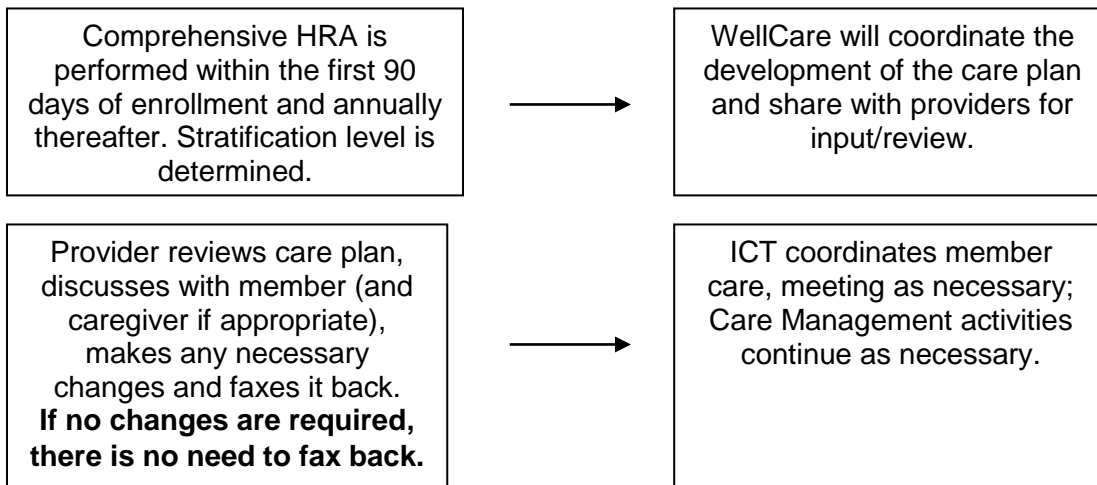 Comprehensive HRA is
performed within the first 90
days of enrollment and annually
thereafter. Stratification level is
determined.
WellCare will coordinate the
development of the care plan
and share with providers for
input/review.
Provider reviews care plan,
discusses with member (and
caregiver if appropriate),
makes any necessary
changes and faxes it back.
If no changes are required,
there is no need to fax back.
ICT coordinates member
care, meeting as necessary;
Care Management activities
continue as necessary.